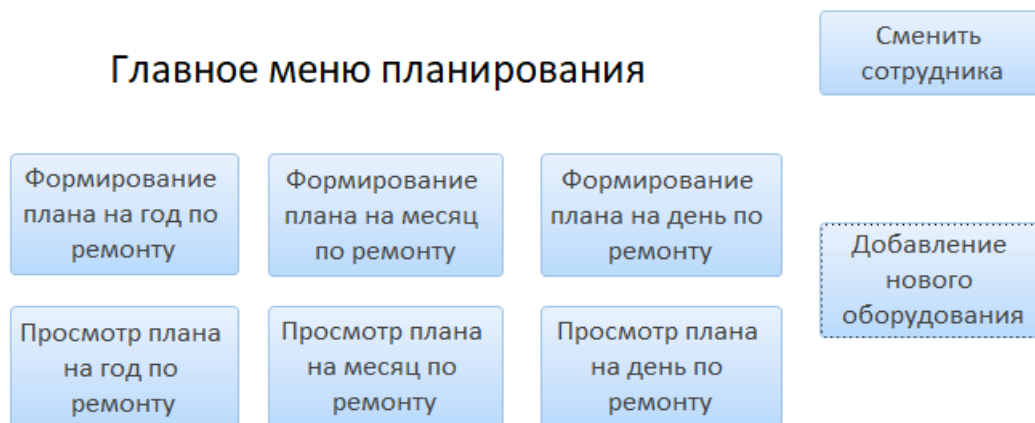 Главное меню планирования
Сменить
сотрудника
Формирование
плана на год по
ремонту
Формирование
плана на месяц
по ремонту
Формирование
плана на день по
ремонту
Добавление
нового
оборудования
Просмотр плана
на год по
ремонту
Просмотр плана
на месяц по
ремонту
Просмотр плана
на день по
ремонту